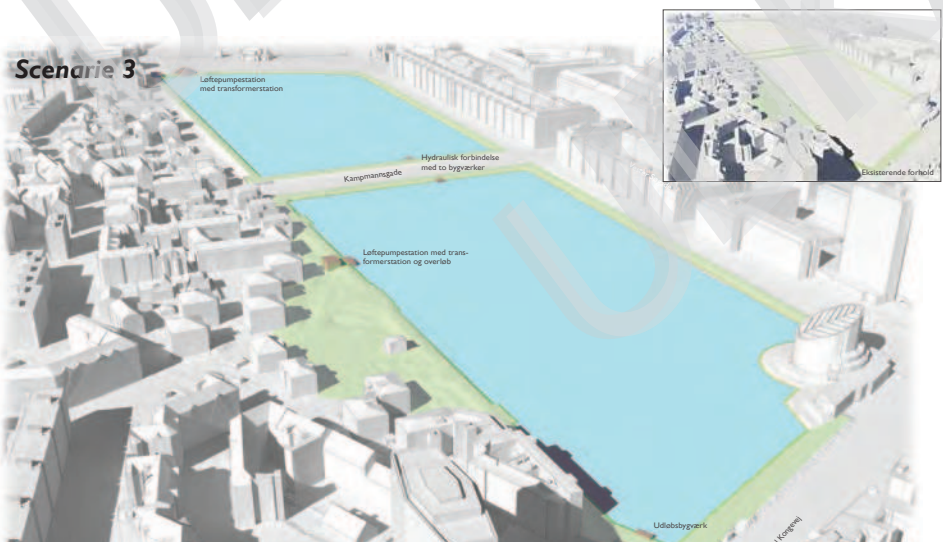 Scenarie 3
Løftepumpestation
med transformerstation
Hydraulisk forbindelse
med to bygværker
Kampmannsgade
Eksisterende forhold
Løftepumpestation med trans-
formerstation og overløb
Udløbsbygværk
Kongevej